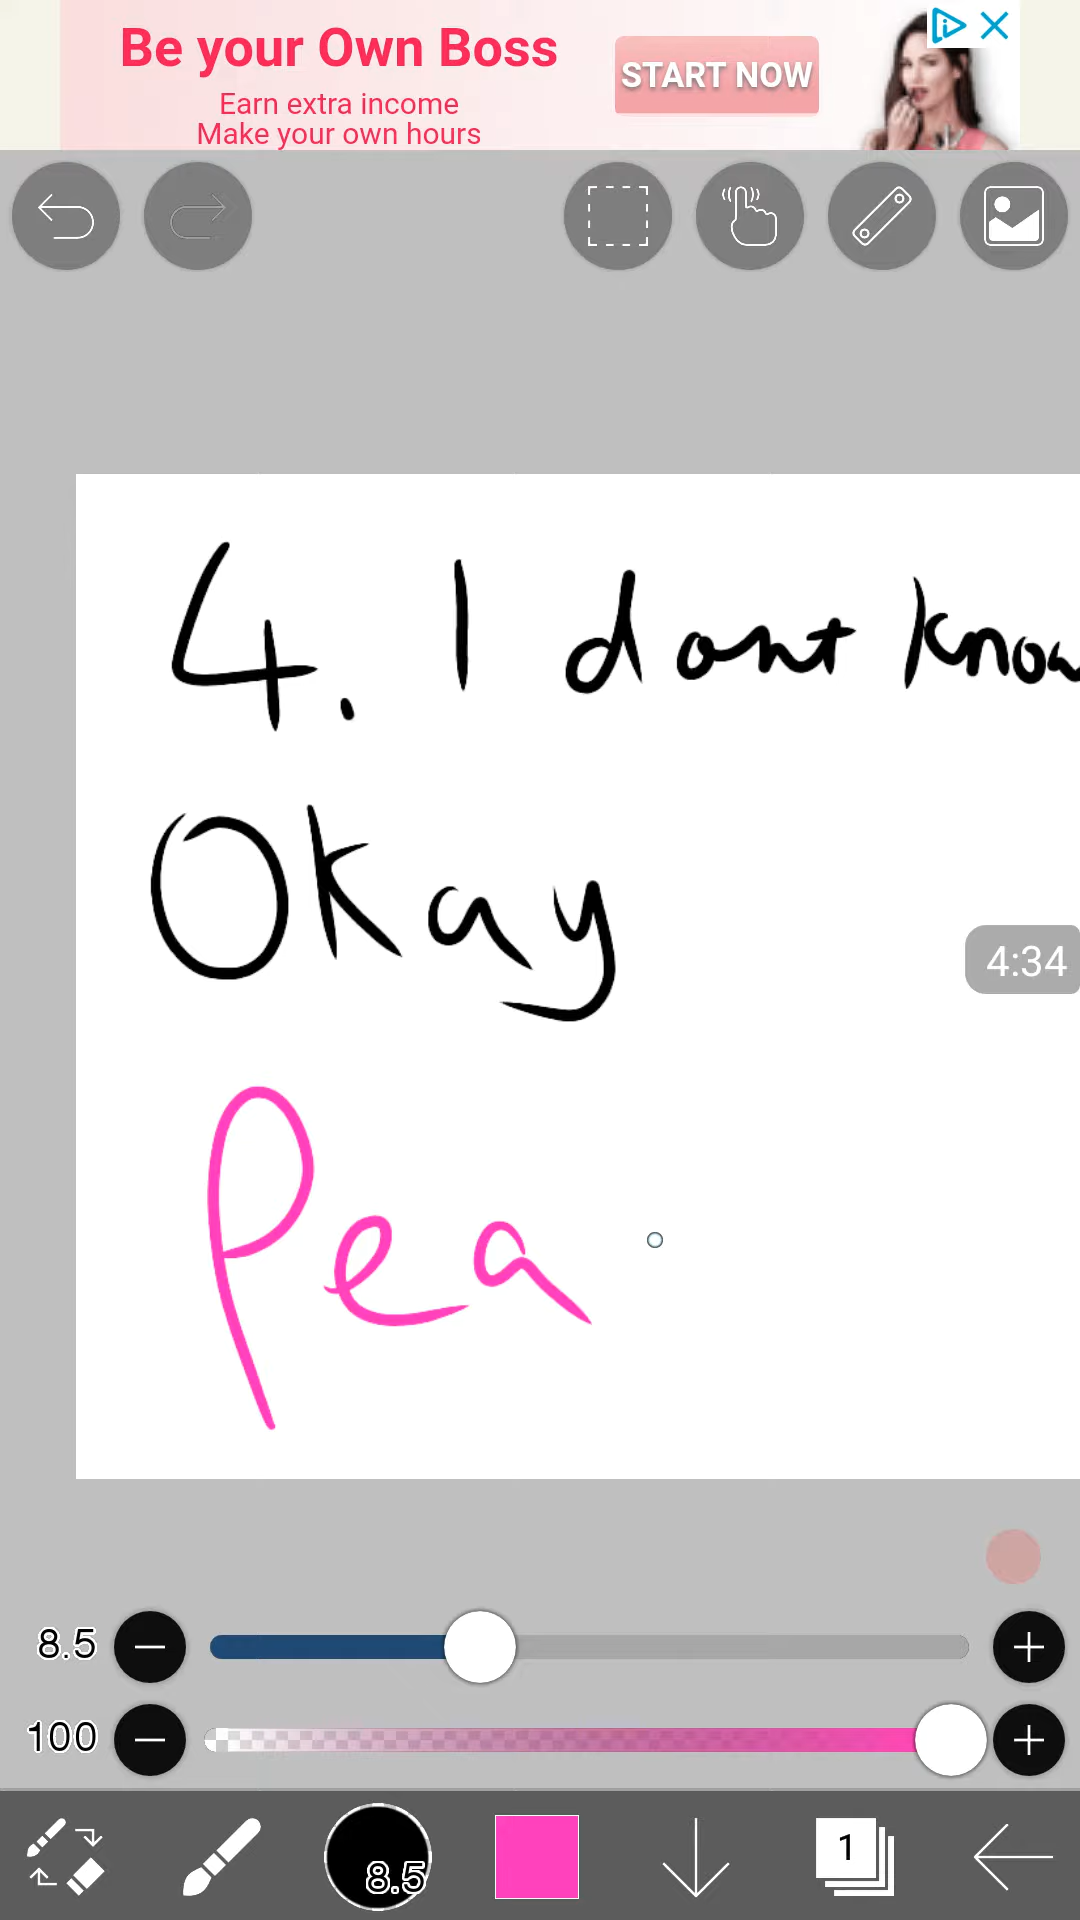 Be your Own Boss
Earn extra income
Make your own hours
START NOW
4. I dont know
Okay
4:34
Pea
8.5
100
8.5
1